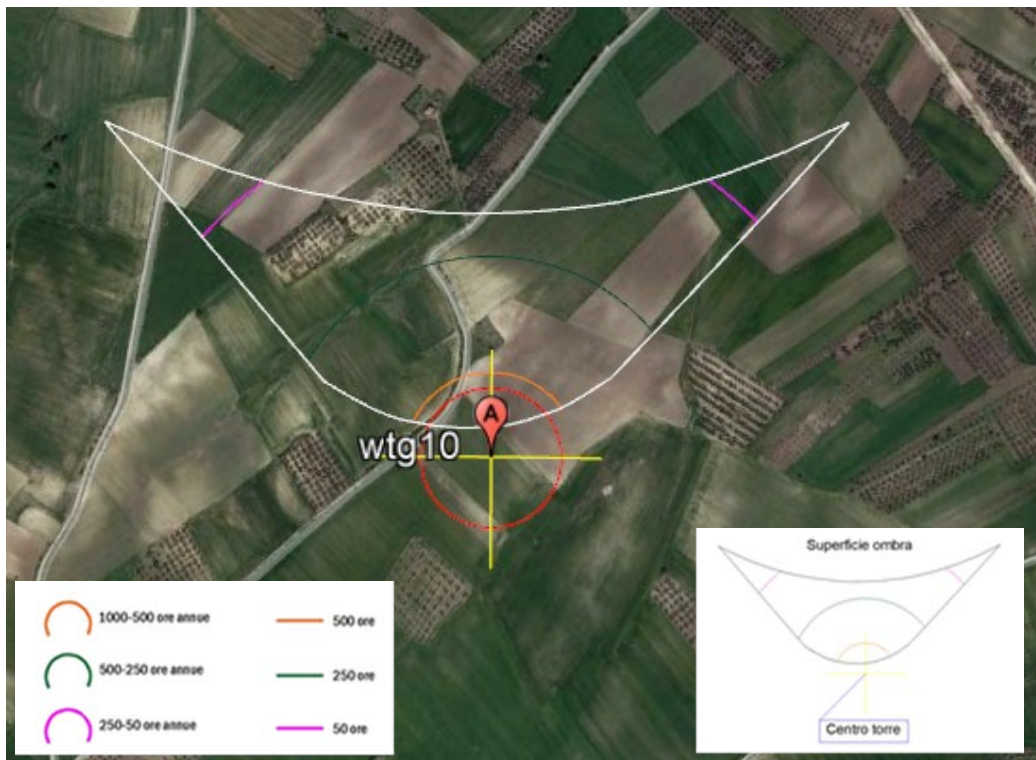 A
wtg10
1000-500 ore annue
500 ore
500-250 ore annue
250 ore
250-50 ore annue
50 ore
Superficie ombra
Centro torre